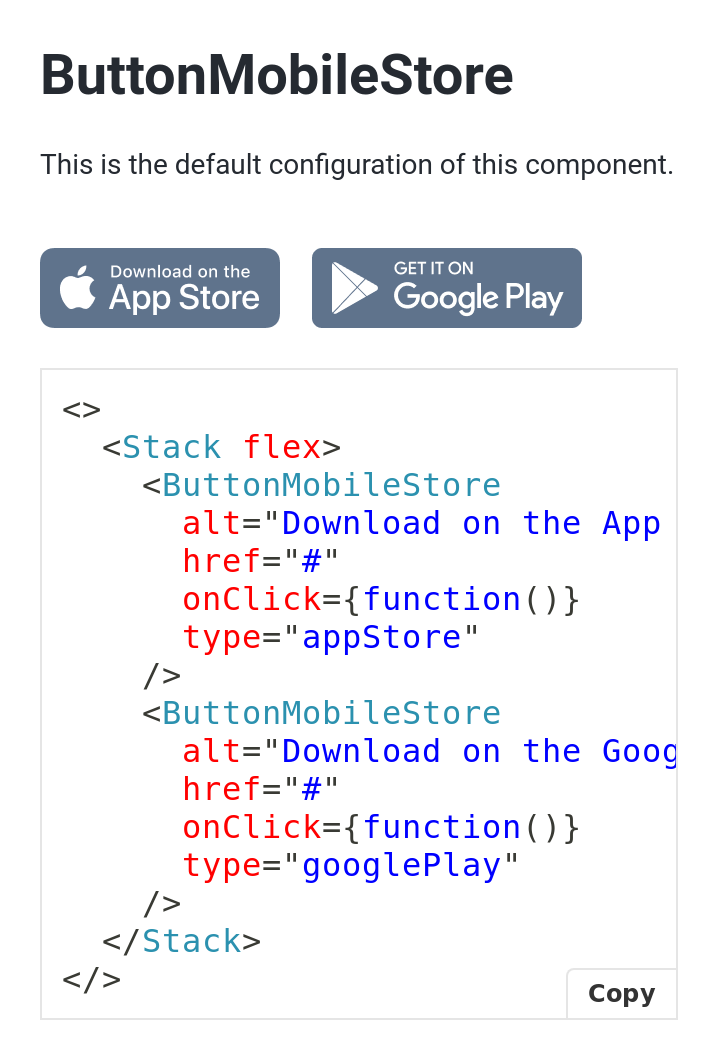 ButtonMobileStore
This is the default configuration of this component.
Download on the
App Store
GET IT ON
Google Play
<>
  <Stack flex>
    <ButtonMobileStore
      alt="Download on the App
      href="#"
      onClick={function()}
      type="appStore"
    />
    <ButtonMobileStore
      alt="Download on the Goog
      href="#"
      onClick={function()}
      type="googlePlay"
    />
  </Stack>
</>
Copy